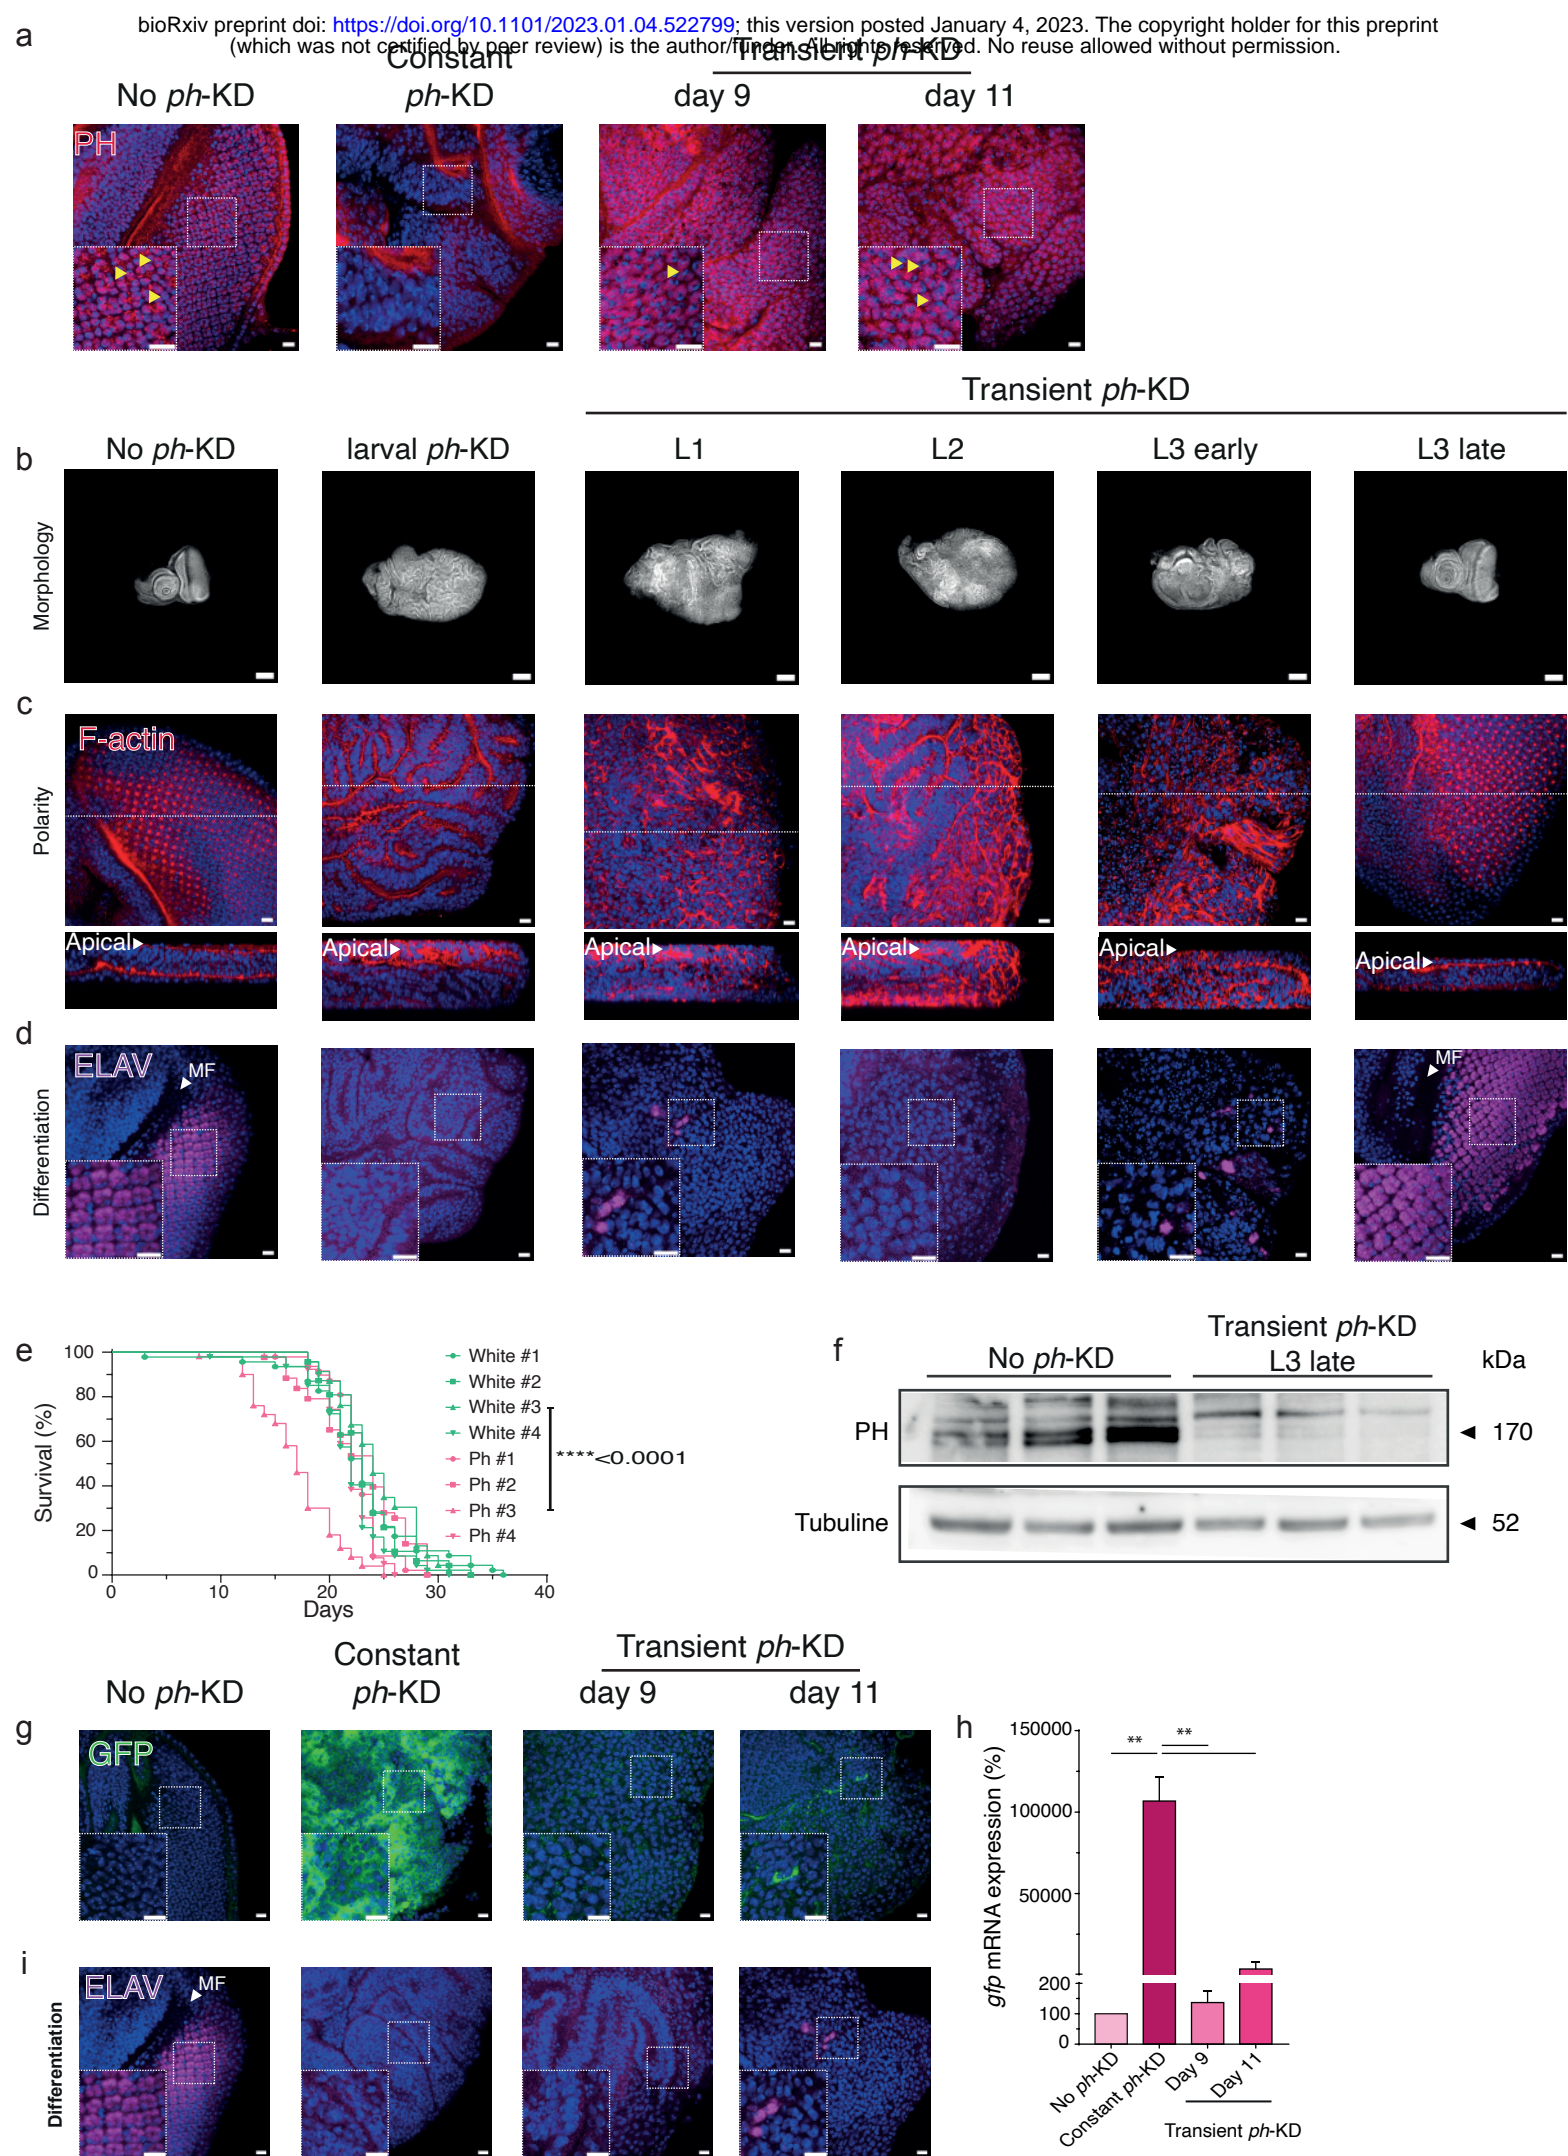 bioRxiv preprint doi: https://doi.org/10.1101/2023.01.04.522799; this version posted January 4, 2023. The copyright holder for this preprint
(which was not certified by peer review) is the author/funder. All rights reserved. No reuse allowed without permission.
a
No ph-KD
Constant
ph-KD
Transient ph-KD
day 9
day 11
PH
Transient ph-KD
b
No ph-KD
larval ph-KD
L1
L2
L3 early
L3 late
Morphology
c
F-actin
Polarity
Apical
Apical
Apical
Apical
Apical
Apical
d
ELAV
MF
MF
Differentiation
e
Survival (%)
100
80
60
40
20
0
0
10
20
30
40
Days
White #1
White #2
White #3
White #4
Ph #1
Ph #2
Ph #3
Ph #4
****<0.0001
f
No ph-KD
Transient ph-KD
L3 late
kDa
PH
170
Tubuline
52
No ph-KD
Constant
ph-KD
Transient ph-KD
day 9
day 11
g
GFP
h
gfp mRNA expression (%)
150000
100000
50000
200
100
0
**
**
No ph-KD
Constant ph-KD
Day 9
Day 11
Transient ph-KD
i
ELAV
MF
Differentiation